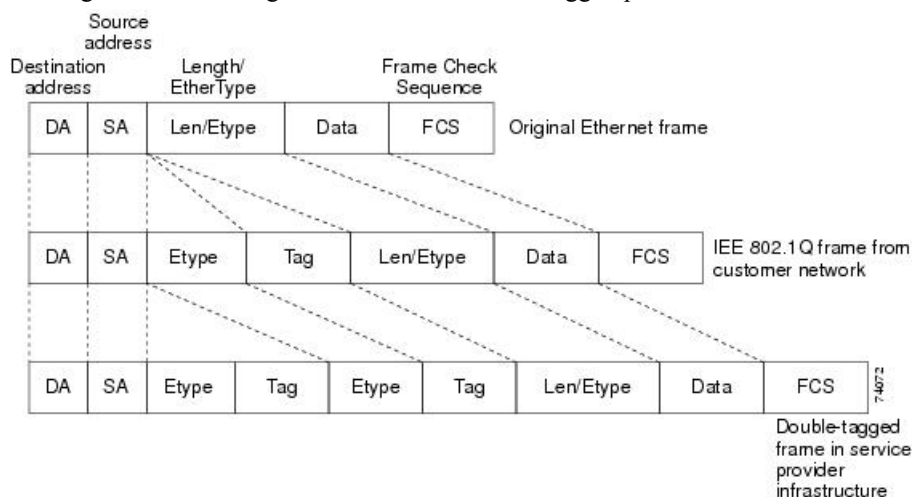 Source
address
Destination
address
Length/
EtherType
Frame Check
Sequence
DA SA Len/Etype Data FCS Original Ethernet frame
DA SA Etype Tag Len/Etype Data FCS IEE 802.1Q frame from
customer network
DA SA Etype Tag Etype Tag Len/Etype Data FCS
74072
Double-tagged
frame in service
provider
infrastructure